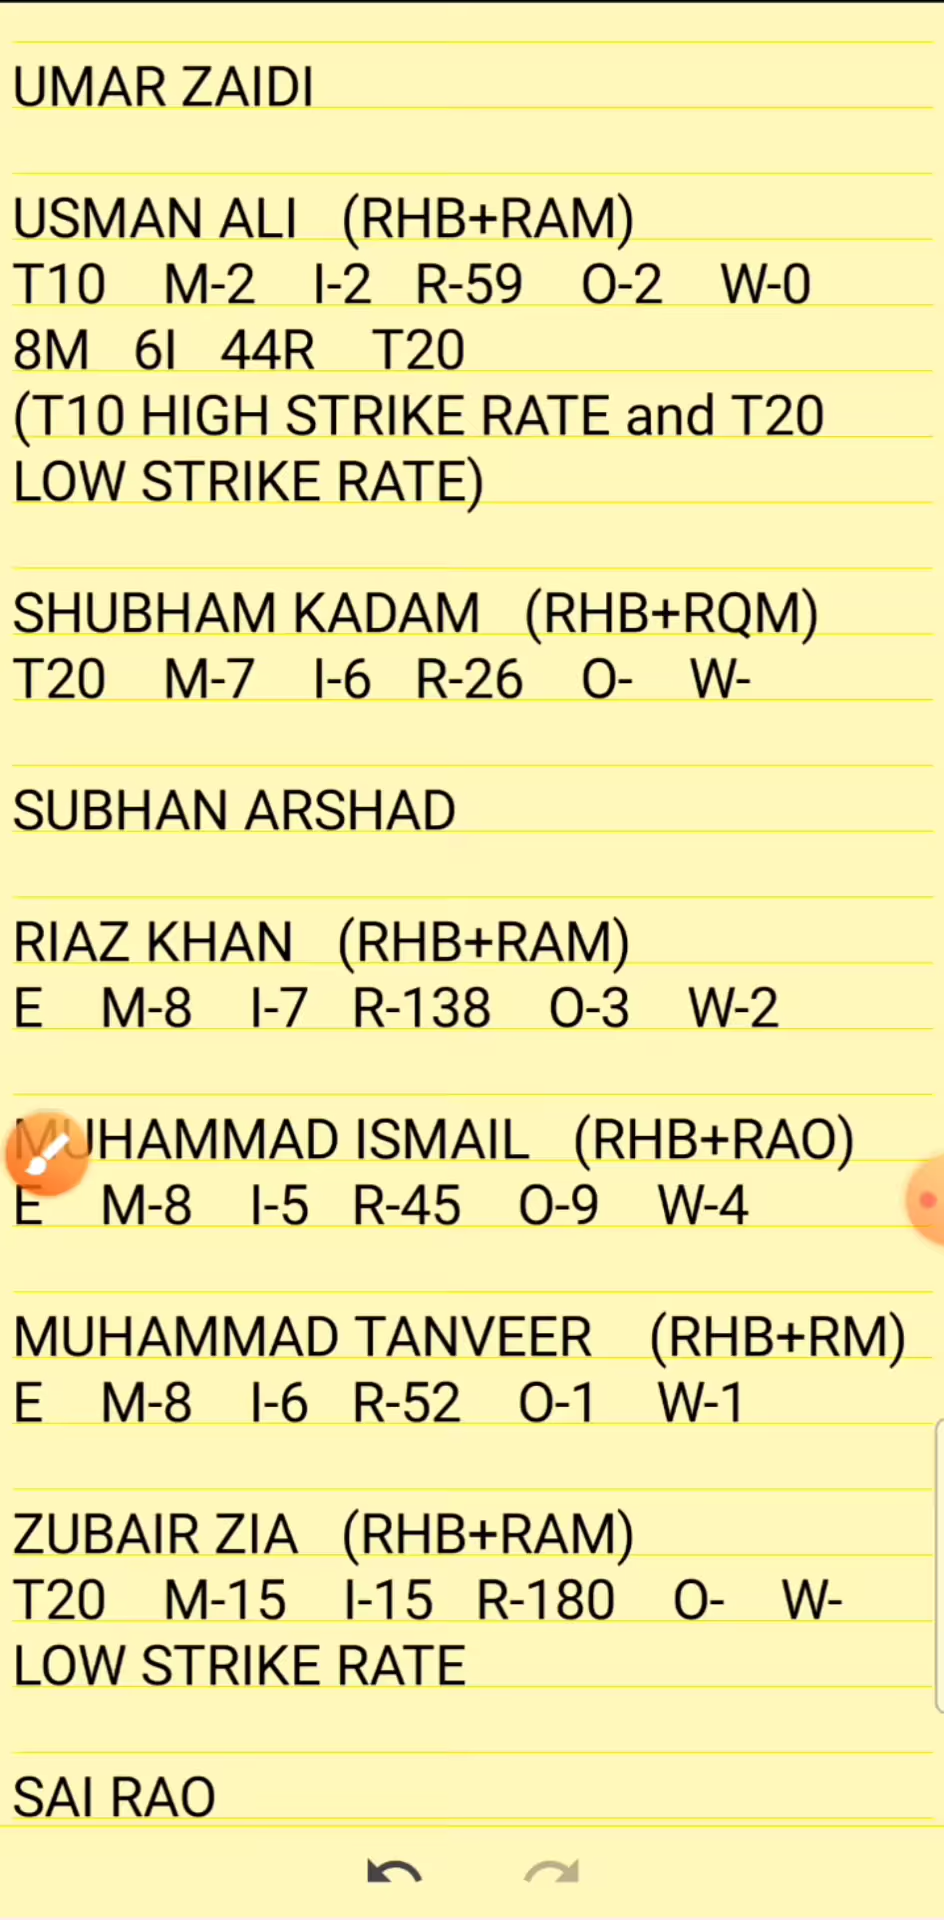 UMAR ZAIDI
USMAN ALI (RHB+RAM)
T10 M-2 I-2 R-59 O-2 W-0
8M 6I 44R T20
(T10 HIGH STRIKE RATE and T20
LOW STRIKE RATE)
SHUBHAM KADAM (RHB+RQM)
T20 M-7 I-6 R-26 O- W-
SUBHAN ARSHAD
RIAZ KHAN (RHB+RAM)
E M-8 I-7 R-138 O-3 W-2
MUHAMMAD ISMAIL (RHB+RAO)
E M-8 I-5 R-45 O-9 W-4
MUHAMMAD TANVEER (RHB+RM)
E M-8 I-6 R-52 O-1 W-1
ZUBAIR ZIA (RHB+RAM)
T20 M-15 I-15 R-180 O- W-
LOW STRIKE RATE
SAI RAO